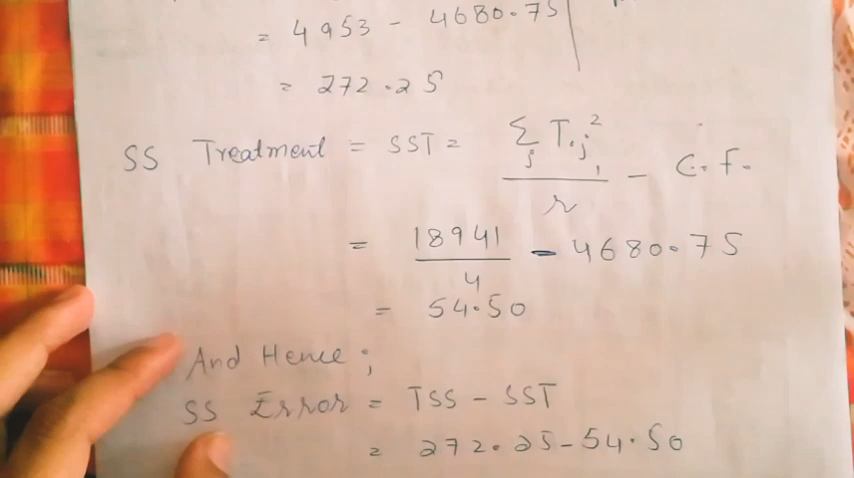 = 4953 - 4680.75
= 272.25
SS Treatment = SST = Σ_j T.j² / r - C.F.
= 18941 / 4 - 4680.75
= 54.50
And Hence;
SS Error = TSS - SST
= 272.25-54.50